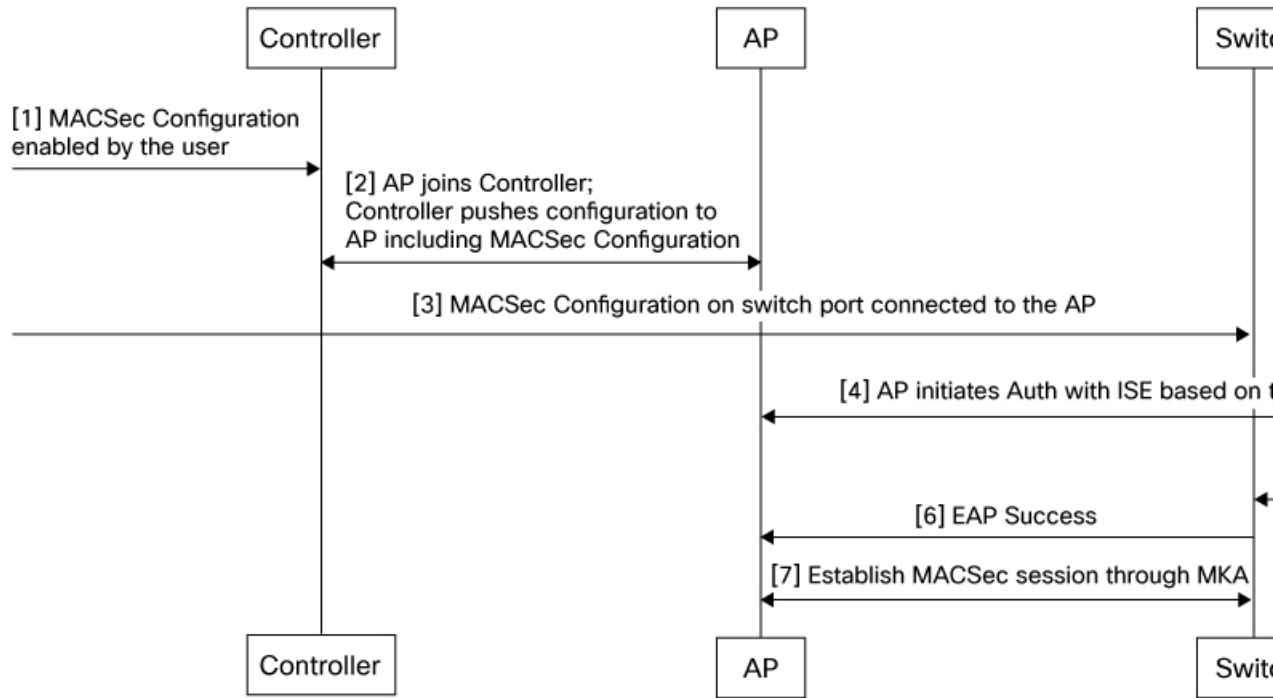 Controller
AP
[1] MACSec Configuration
enabled by the user
[2] AP joins Controller;
Controller pushes configuration to
AP including MACSec Configuration
[3] MACSec Configuration on switch port connected to the AP
[4] AP initiates Auth with ISE based on
[6] EAP Success
[7] Establish MACSec session through MKA
Controller
AP